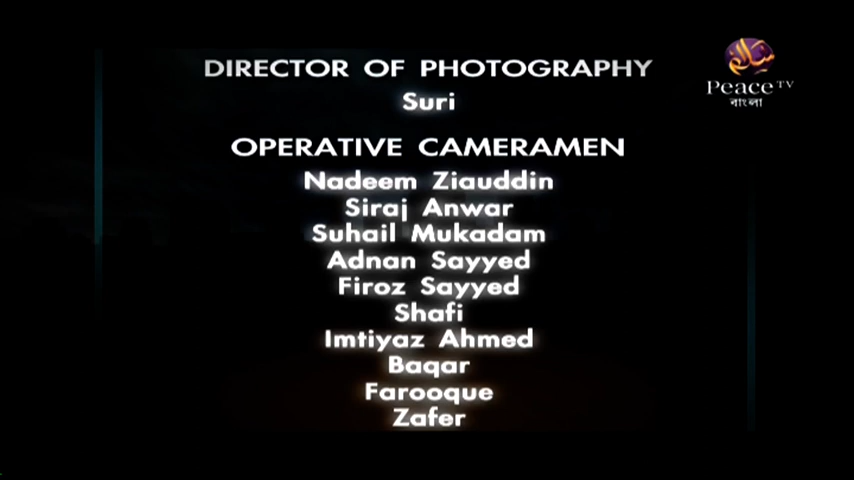 DIRECTOR OF PHOTOGRAPHY
Suri
OPERATIVE CAMERAMEN
Nadeem Ziauddin
Siraj Anwar
Suhail Mukadam
Adnan Sayyed
Firoz Sayyed
Shafi
Imtiyaz Ahmed
Baqar
Farooque
Zafer
سلام
Peace TV
বাংলা